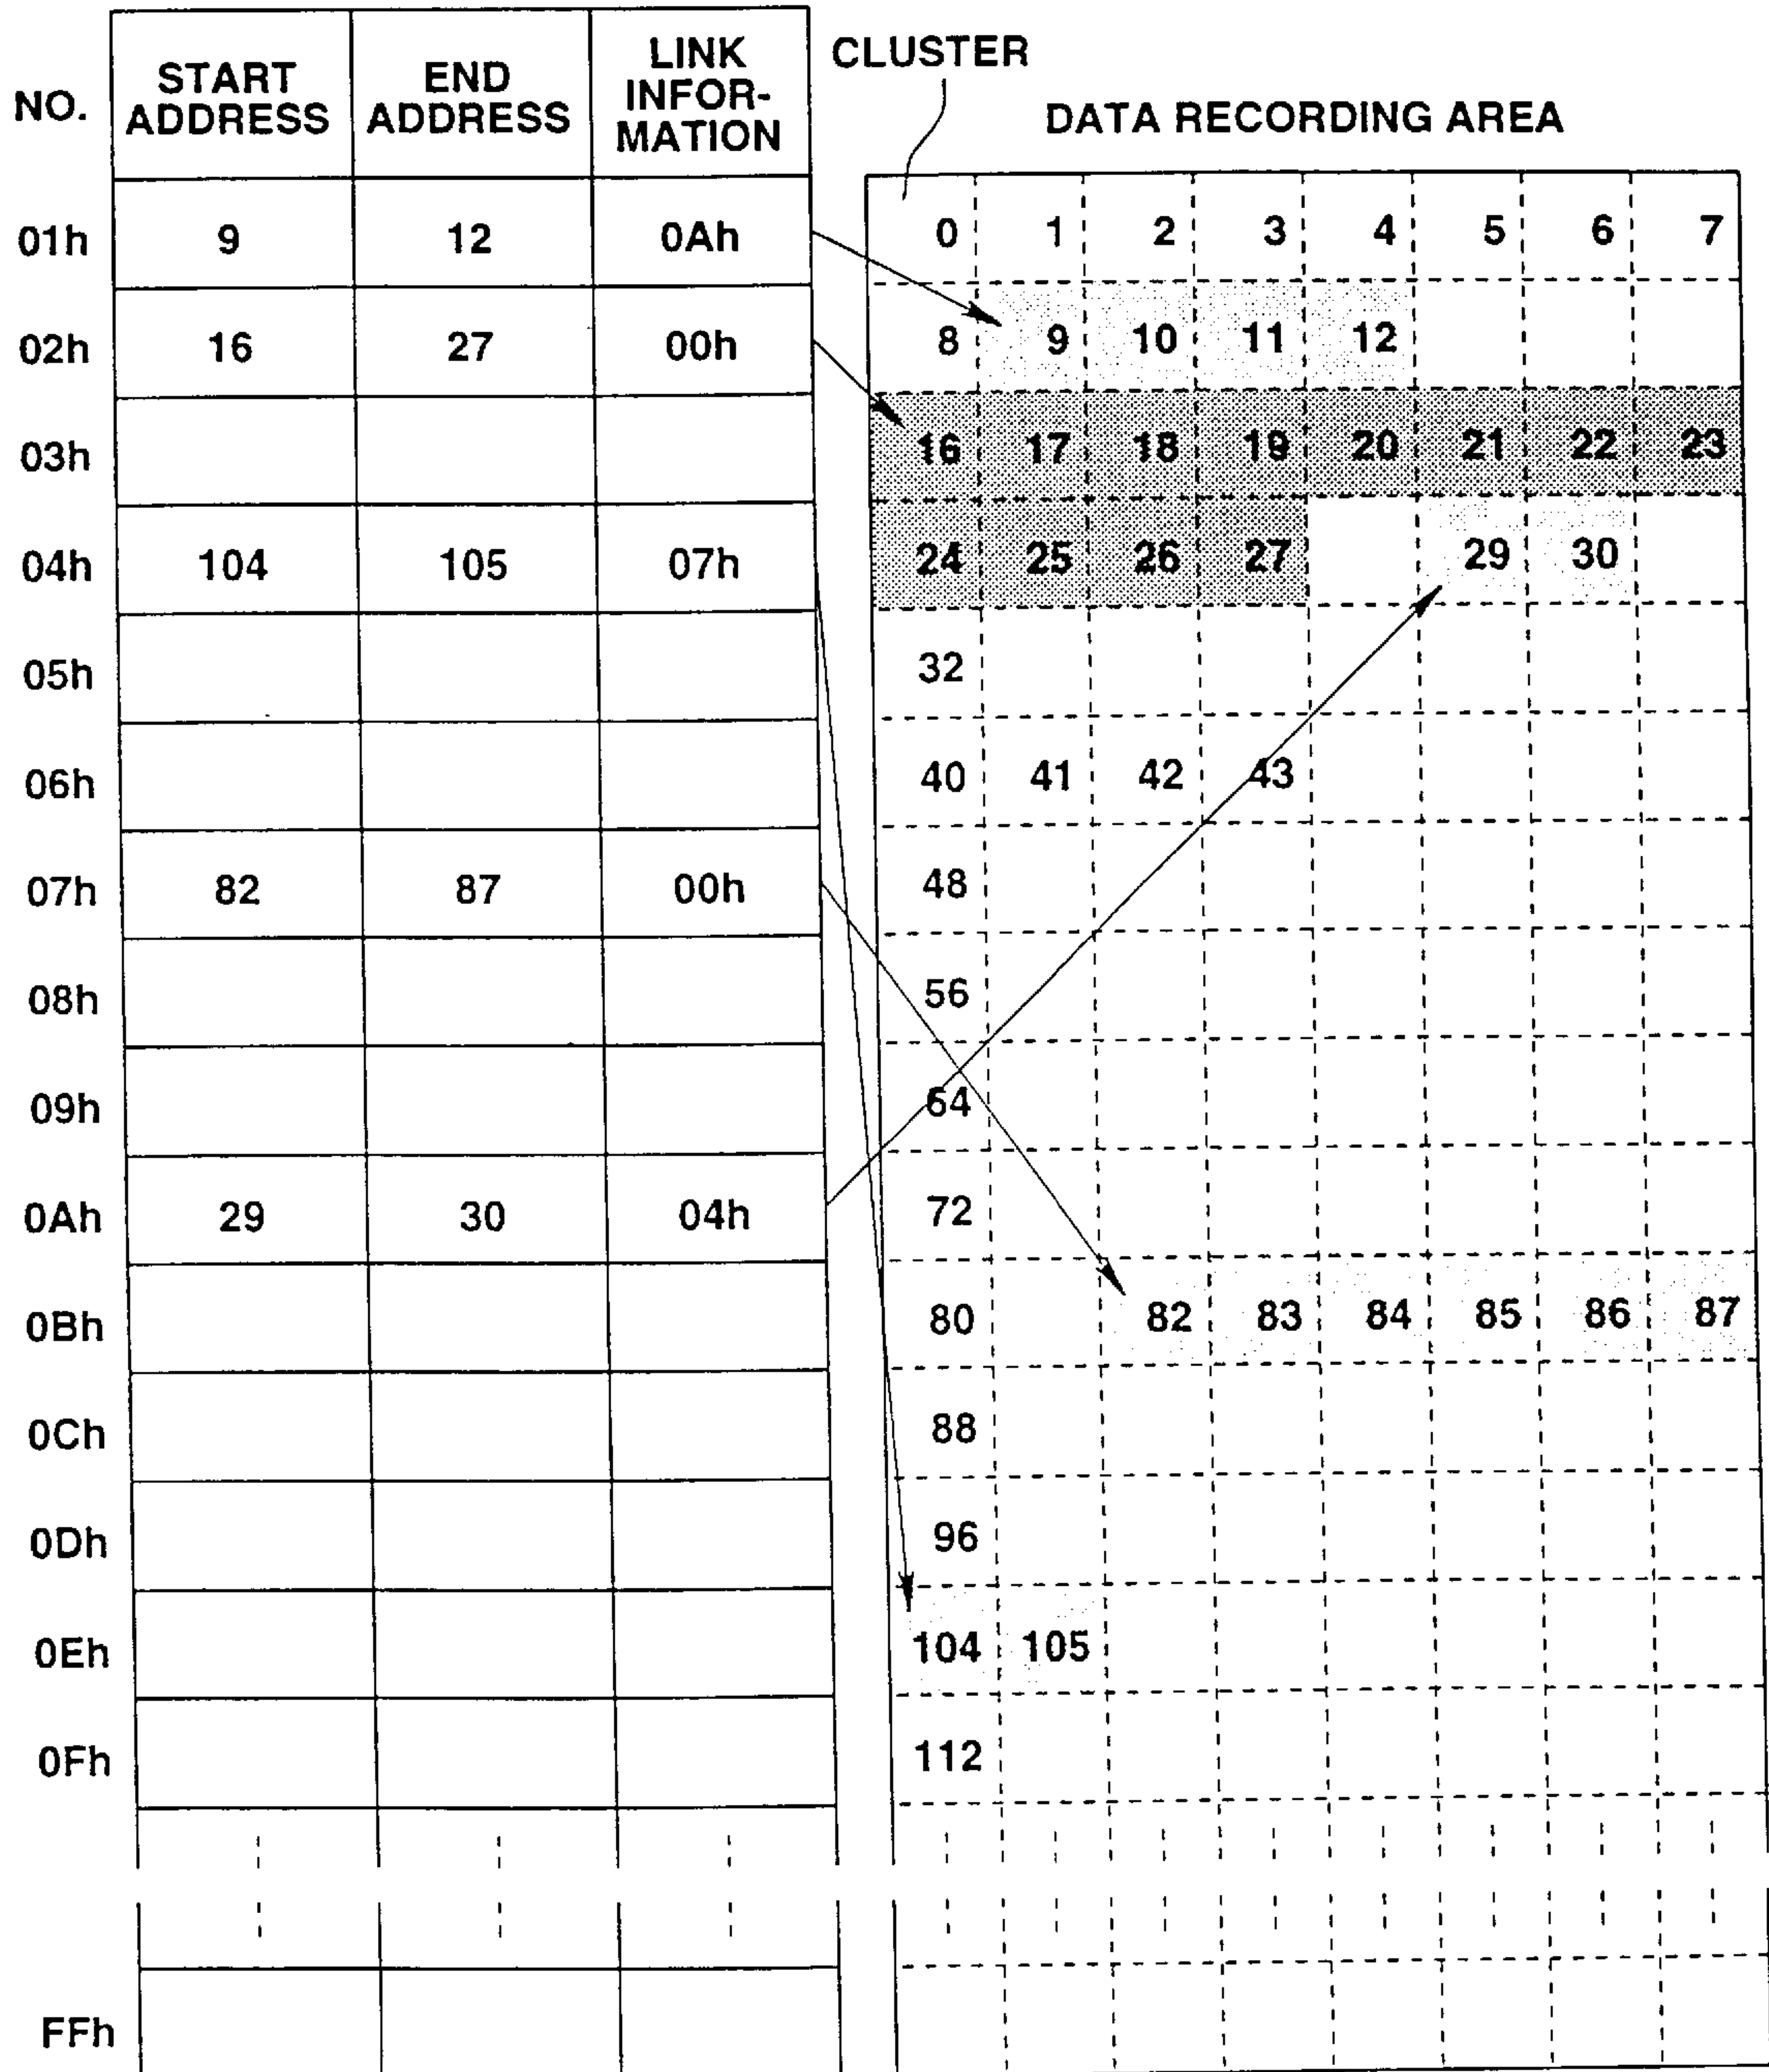 NO.
START
ADDRESS
END
ADDRESS
LINK
INFOR-
MATION
01h 9 12 0Ah
02h 16 27 00h
03h
04h 104 105 07h
05h
06h
07h 82 87 00h
08h
09h
0Ah 29 30 04h
0Bh
0Ch
0Dh
0Eh
0Fh
FFh
CLUSTER
DATA RECORDING AREA
0 1 2 3 4 5 6 7
8 9 10 11 12
16 17 18 19 20 21 22 23
24 25 26 27 29 30
32
40 41 42 43
48
56
64
72
80 82 83 84 85 86 87
88
96
104 105
112